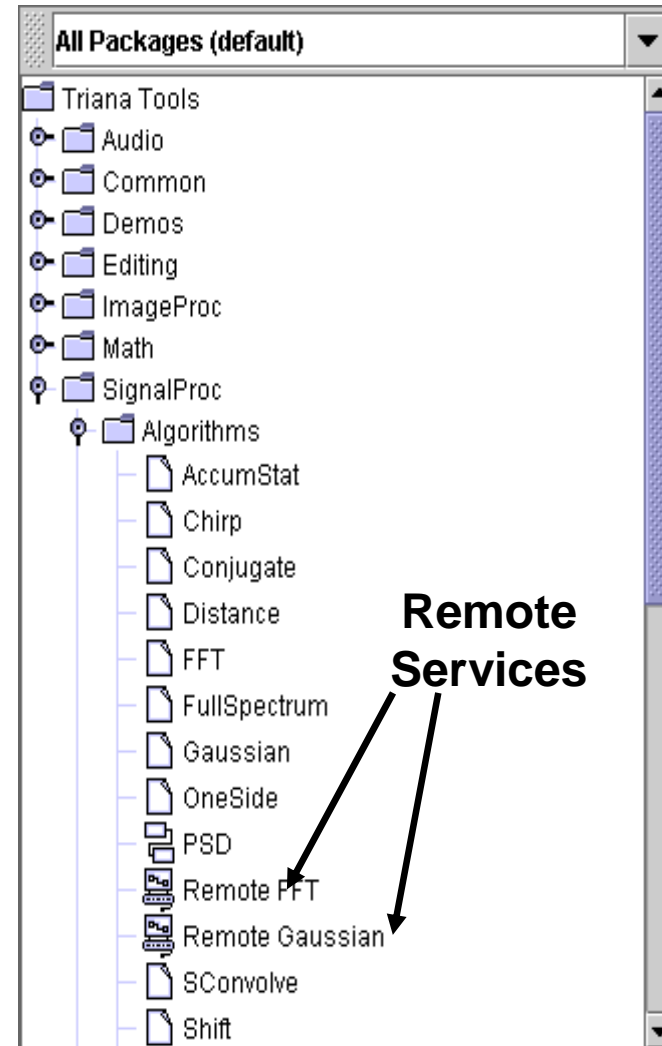 All Packages (default)
Triana Tools
Audio
Common
Demos
Editing
ImageProc
Math
SignalProc
Algorithms
AccumStat
Chirp
Conjugate
Distance
FFT
FullSpectrum
Gaussian
OneSide
PSD
Remote FFT
Remote Gaussian
SConvolve
Shift
Remote
Services